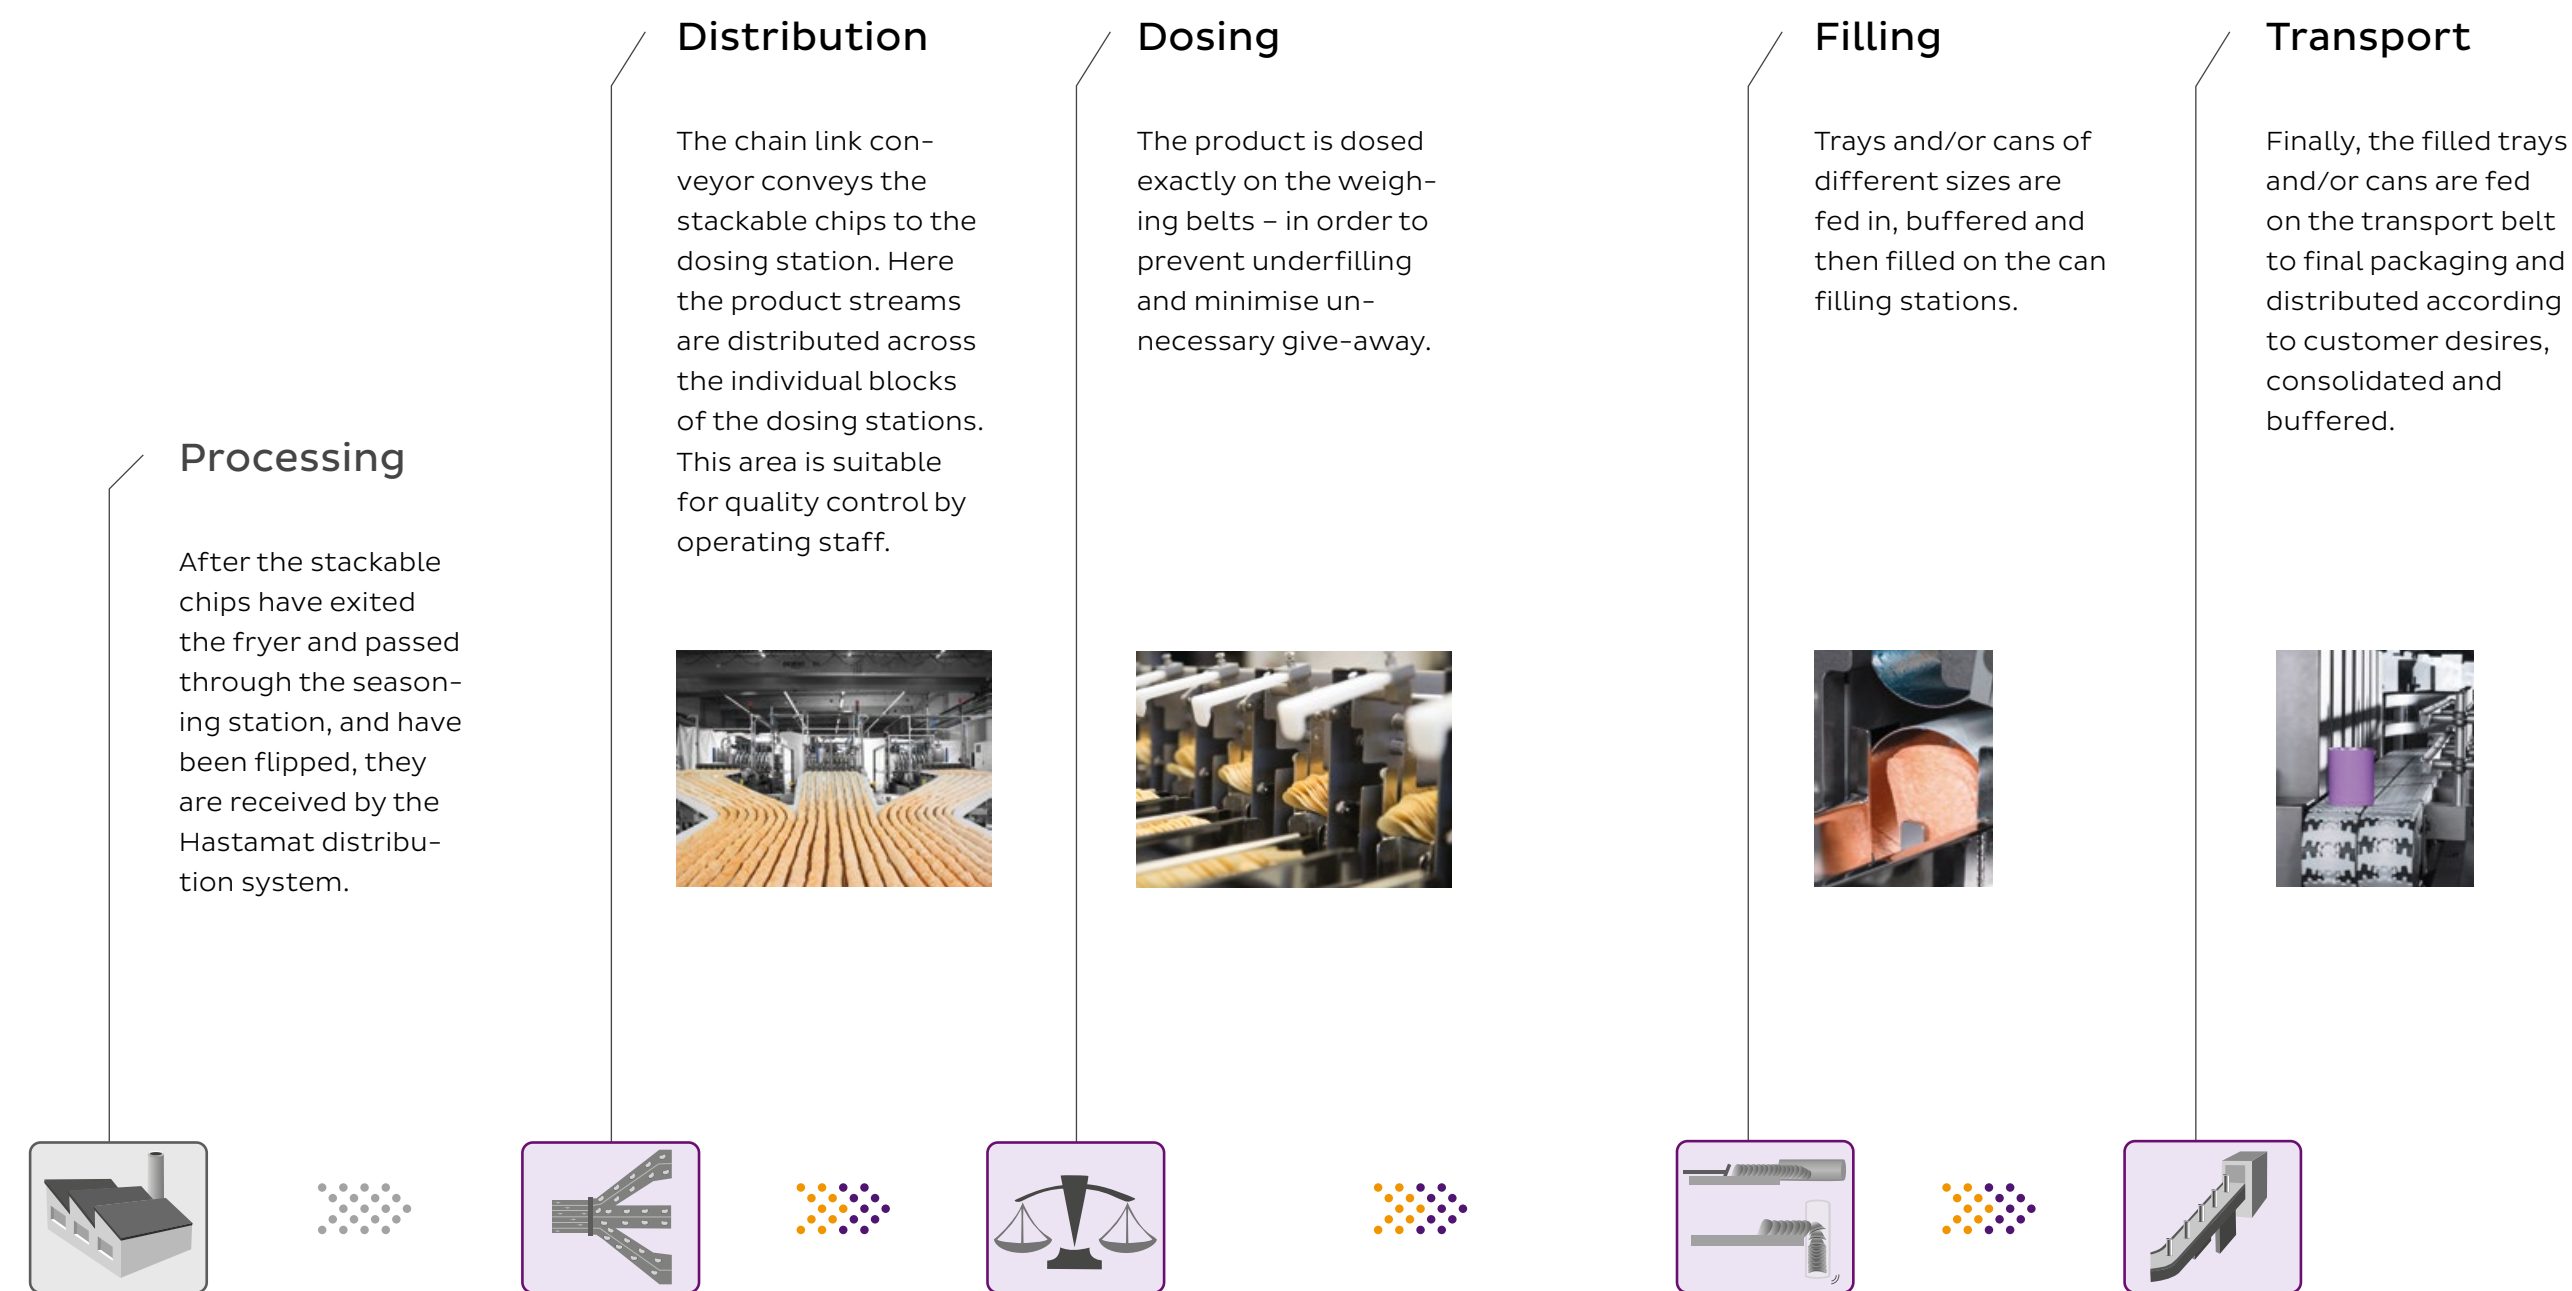 Processing
After the stackable
chips have exited
the fryer and passed
through the season-
ing station, and have
been flipped, they
are received by the
Hastamat distribu-
tion system.
Distribution
The chain link con-
veyor conveys the
stackable chips to the
dosing station. Here
the product streams
are distributed across
the individual blocks
of the dosing stations.
This area is suitable
for quality control by
operating staff.
Dosing
The product is dosed
exactly on the weigh-
ing belts – in order to
prevent underfilling
and minimise un-
necessary give-away.
Filling
Trays and/or cans of
different sizes are
fed in, buffered and
then filled on the can
filling stations.
Transport
Finally, the filled trays
and/or cans are fed
on the transport belt
to final packaging and
distributed according
to customer desires,
consolidated and
buffered.